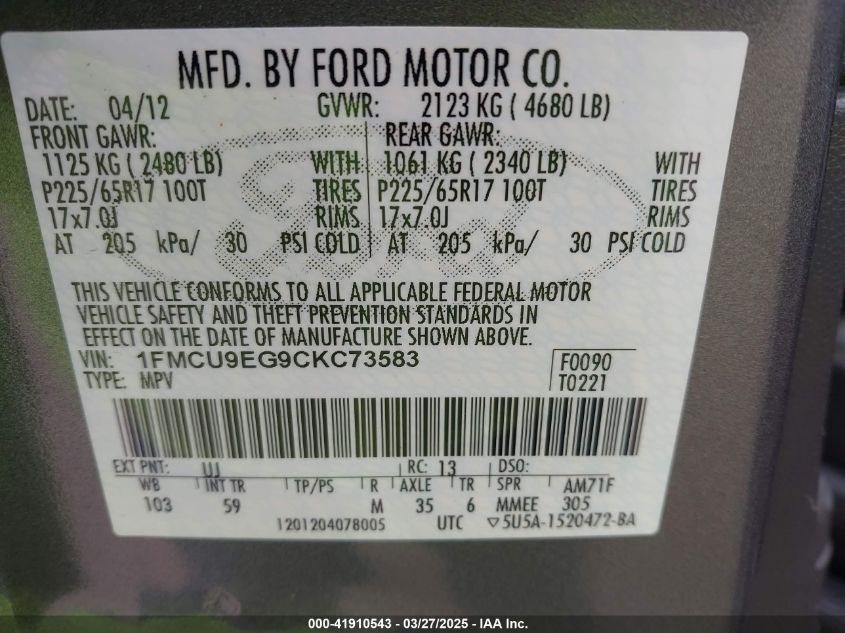 MFD. BY FORD MOTOR CO.
DATE: 04/12 GVWR: 2123 KG ( 4680 LB)
FRONT GAWR: REAR GAWR:
1125 KG ( 2480 LB) WITH 1061 KG ( 2340 LB) WITH
P225/65R17 100T TIRES P225/65R17 100T TIRES
17x7.0J RIMS 17x7.0J RIMS
AT 205 kPa/ 30 PSI COLD AT 205 kPa/ 30 PSI COLD
Ford
THIS VEHICLE CONFORMS TO ALL APPLICABLE FEDERAL MOTOR
VEHICLE SAFETY AND THEFT PREVENTION STANDARDS IN
EFFECT ON THE DATE OF MANUFACTURE SHOWN ABOVE.
VIN: 1FMCU9EG9CKC73583 F0090
TYPE: MPV T0221
EXT PNT: UJ RC: 13 DSO:
WB INT TR TP/PS R AXLE TR SPR AM71F
103 59 M 35 6 MMEE 305
1201204078005 UTC ▽5U5A-1520472-BA
000-41910543 - 03/27/2025 - IAA Inc.